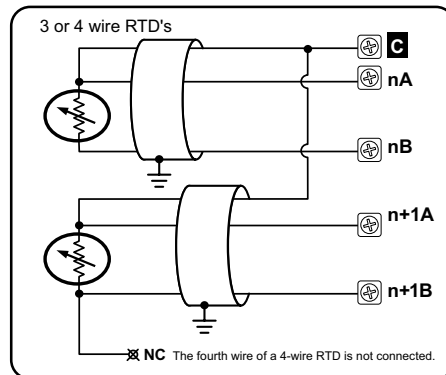 3 or 4 wire RTD's
C
nA
nB
n+1A
n+1B
NC The fourth wire of a 4-wire RTD is not connected.